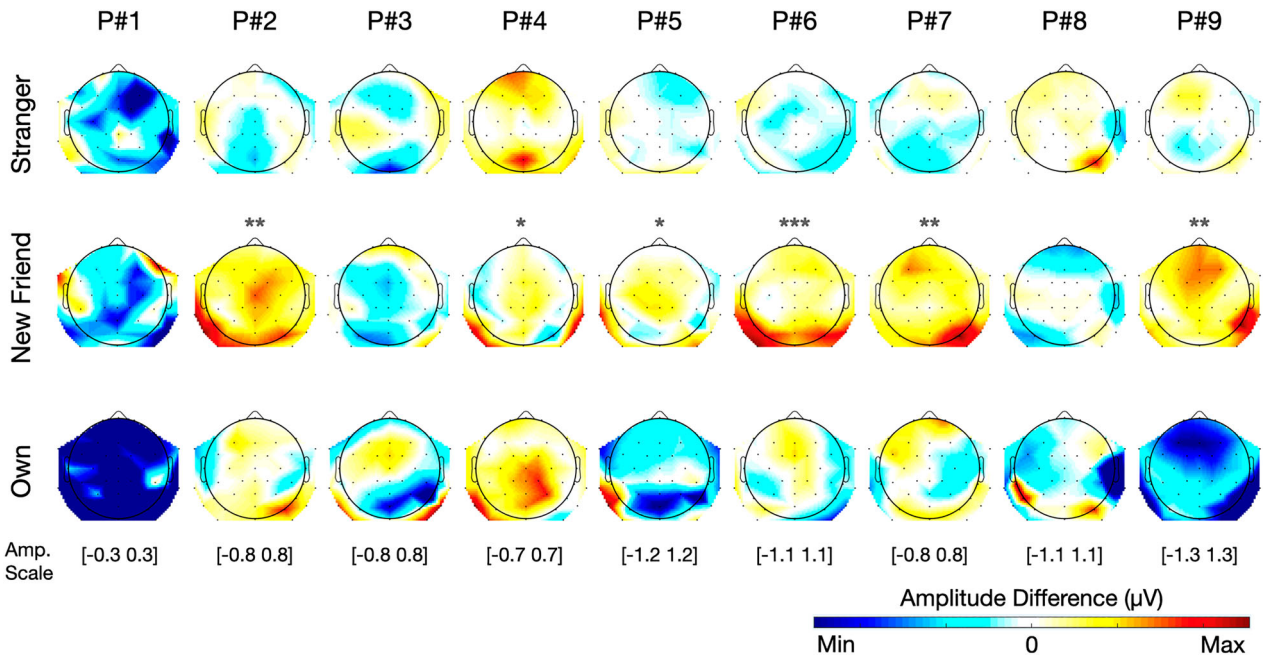 P#1 P#2 P#3 P#4 P#5 P#6 P#7 P#8 P#9
Stranger
** * * *** ** **
New Friend
Own
Amp. Scale [-0.3 0.3] [-0.8 0.8] [-0.8 0.8] [-0.7 0.7] [-1.2 1.2] [-1.1 1.1] [-0.8 0.8] [-1.1 1.1] [-1.3 1.3]
Amplitude Difference (µV)
Min 0 Max